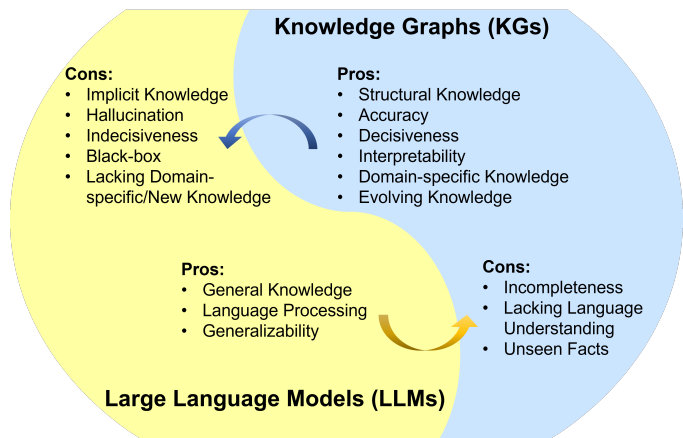 Knowledge Graphs (KGs)
Cons:
• Implicit Knowledge
• Hallucination
• Indecisiveness
• Black-box
• Lacking Domain-
specific/New Knowledge
Pros:
• Structural Knowledge
• Accuracy
• Decisiveness
• Interpretability
• Domain-specific Knowledge
• Evolving Knowledge
Pros:
• General Knowledge
• Language Processing
• Generalizability
Cons:
• Incompleteness
• Lacking Language
Understanding
• Unseen Facts
Large Language Models (LLMs)